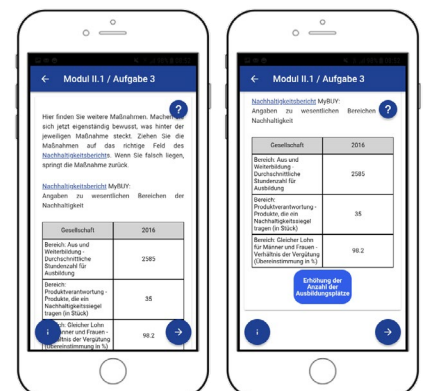 Modul II.1 / Aufgabe 3
?
Hier finden Sie weitere Maßnahmen. Machen Sie
sich jetzt eigenständig bewusst, was hinter der
jeweiligen Maßnahme steckt. Ziehen Sie die
Maßnahmen auf das richtige Feld des
Nachhaltigkeitsberichts. Wenn Sie falsch liegen,
springt die Maßnahme zurück.
Nachhaltigkeitsbericht MyBUY:
Angaben zu wesentlichen Bereichen der
Nachhaltigkeit
Gesellschaft 2016
Bereich: Aus und
Weiterbildung -
Durchschnittliche
Stundenzahl für
Ausbildung
2585
Bereich:
Produktverantwortung -
Produkte, die ein
Nachhaltigkeitssiegel
tragen (in Stück)
35
Gleicher Lohn
Männer und Frauen -
Verhältnis der Vergütung
(Übereinstimmung in %)
98.2
Modul II.1 / Aufgabe 3
?
Nachhaltigkeitsbericht MyBUY:
Angaben zu wesentlichen Bereichen
Nachhaltigkeit
Gesellschaft 2016
Bereich: Aus und
Weiterbildung -
Durchschnittliche
Stundenzahl für
Ausbildung
2585
Bereich:
Produktverantwortung -
Produkte, die ein
Nachhaltigkeitssiegel
tragen (in Stück)
35
Bereich: Gleicher Lohn
für Männer und Frauen -
Verhältnis der Vergütung
(Übereinstimmung in %)
98.2
Erhöhung der
Anzahl der
Ausbildungsplätze